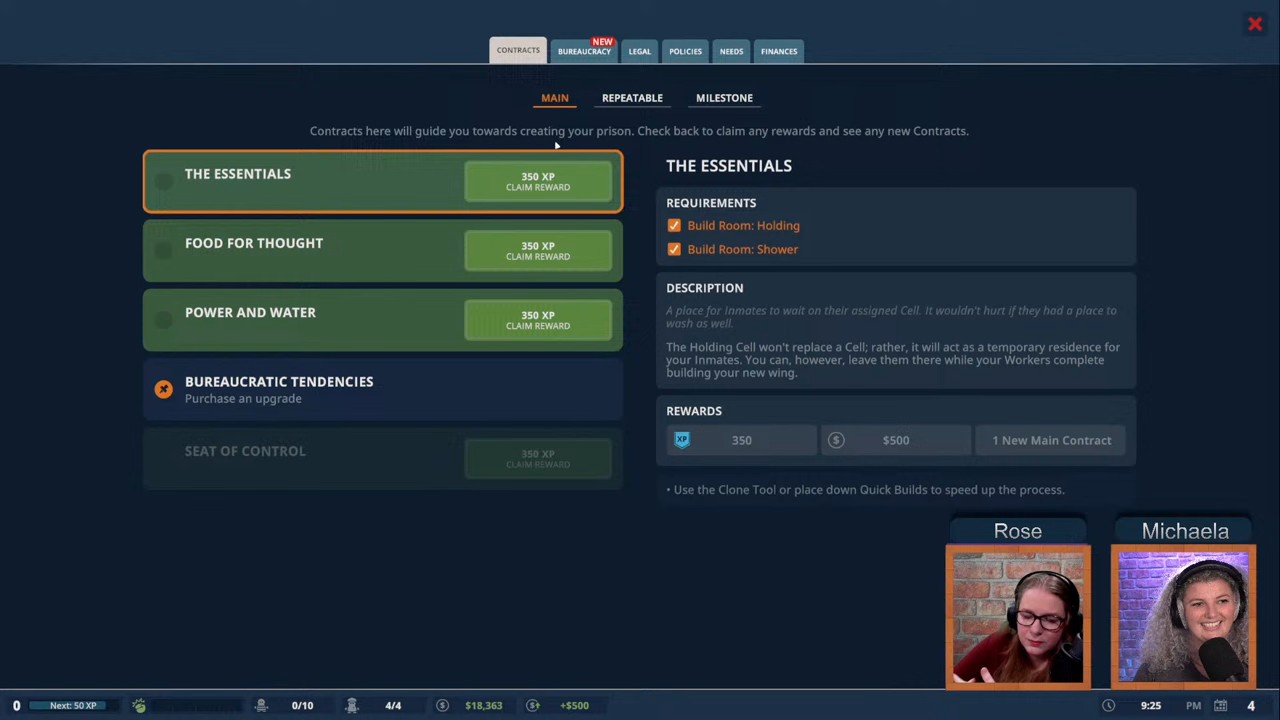 NEW
CONTRACTS BUREAUCRACY LEGAL POLICIES NEEDS FINANCES
MAIN REPEATABLE MILESTONE
Contracts here will guide you towards creating your prison. Check back to claim any rewards and see any new Contracts.
THE ESSENTIALS
350 XP
CLAIM REWARD
FOOD FOR THOUGHT
350 XP
CLAIM REWARD
POWER AND WATER
350 XP
CLAIM REWARD
BUREAUCRATIC TENDENCIES
Purchase an upgrade
SEAT OF CONTROL
350 XP
CLAIM REWARD
THE ESSENTIALS
REQUIREMENTS
Build Room: Holding
Build Room: Shower
DESCRIPTION
A place for Inmates to wait on their assigned Cell. It wouldn't hurt if they had a place to
wash as well.
The Holding Cell won't replace a Cell; rather, it will act as a temporary residence for
your Inmates. You can, however, leave them there while your Workers complete
building your new wing.
REWARDS
XP 350 $ $500 1 New Main Contract
• Use the Clone Tool or place down Quick Builds to speed up the process.
Rose Michaela
0 Next: 50 XP 0/10 4/4 $ $18,363 $ +$500 9:25 PM 4